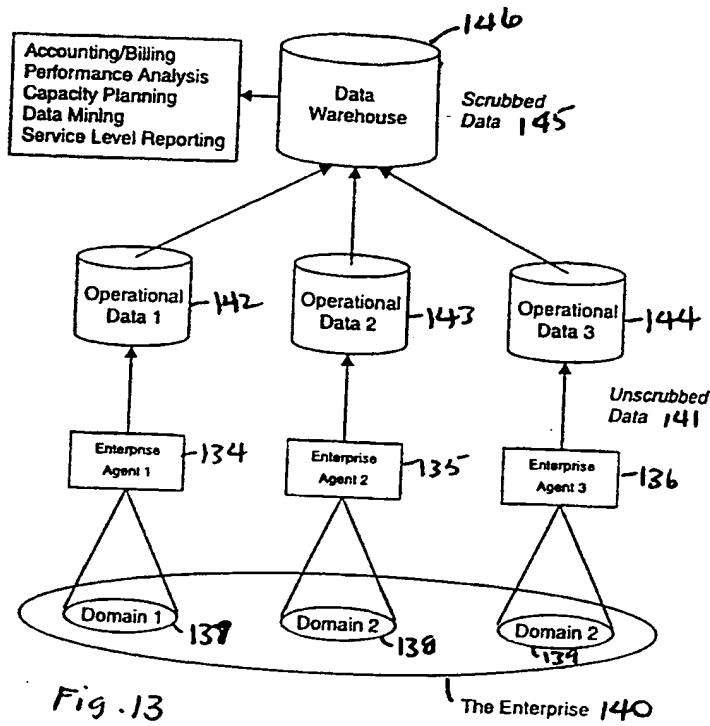 146
Accounting/Billing
Performance Analysis
Capacity Planning
Data Mining
Service Level Reporting
Data
Warehouse
Scrubbed
Data 145
Operational
Data 1
142
Operational
Data 2
143
Operational
Data 3
144
Unscrubbed
Data 141
Enterprise
Agent 1
134
Enterprise
Agent 2
135
Enterprise
Agent 3
136
Domain 1
137
Domain 2
138
Domain 2
139
Fig. 13
The Enterprise 140